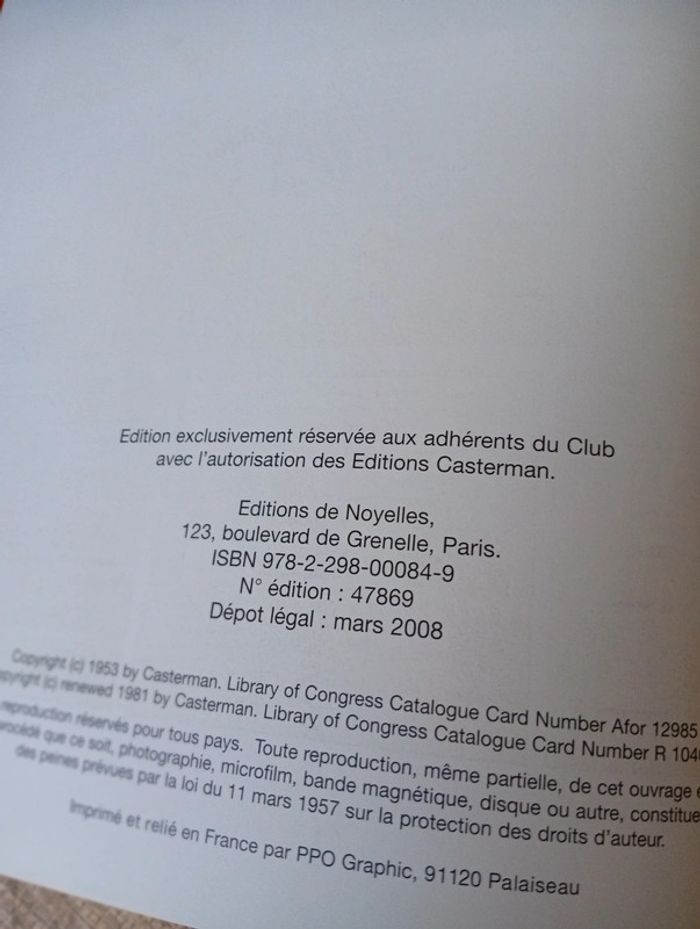 Edition exclusivement réservée aux adhérents du Club
avec l'autorisation des Editions Casterman.
Editions de Noyelles,
123, boulevard de Grenelle, Paris.
ISBN 978-2-298-00084-9
N° édition : 47869
Dépot légal : mars 2008
Copyright (c) 1953 by Casterman. Library of Congress Catalogue Card Number Afor 12985
(c) renewed 1981 by Casterman. Library of Congress Catalogue Card Number R 104
reproduction réservés pour tous pays. Toute reproduction, même partielle, de cet ouvrage
que ce soit, photographie, microfilm, bande magnétique, disque ou autre, constitue
des peines prévues par la loi du 11 mars 1957 sur la protection des droits d'auteur.
Imprimé et relié en France par PPO Graphic, 91120 Palaiseau